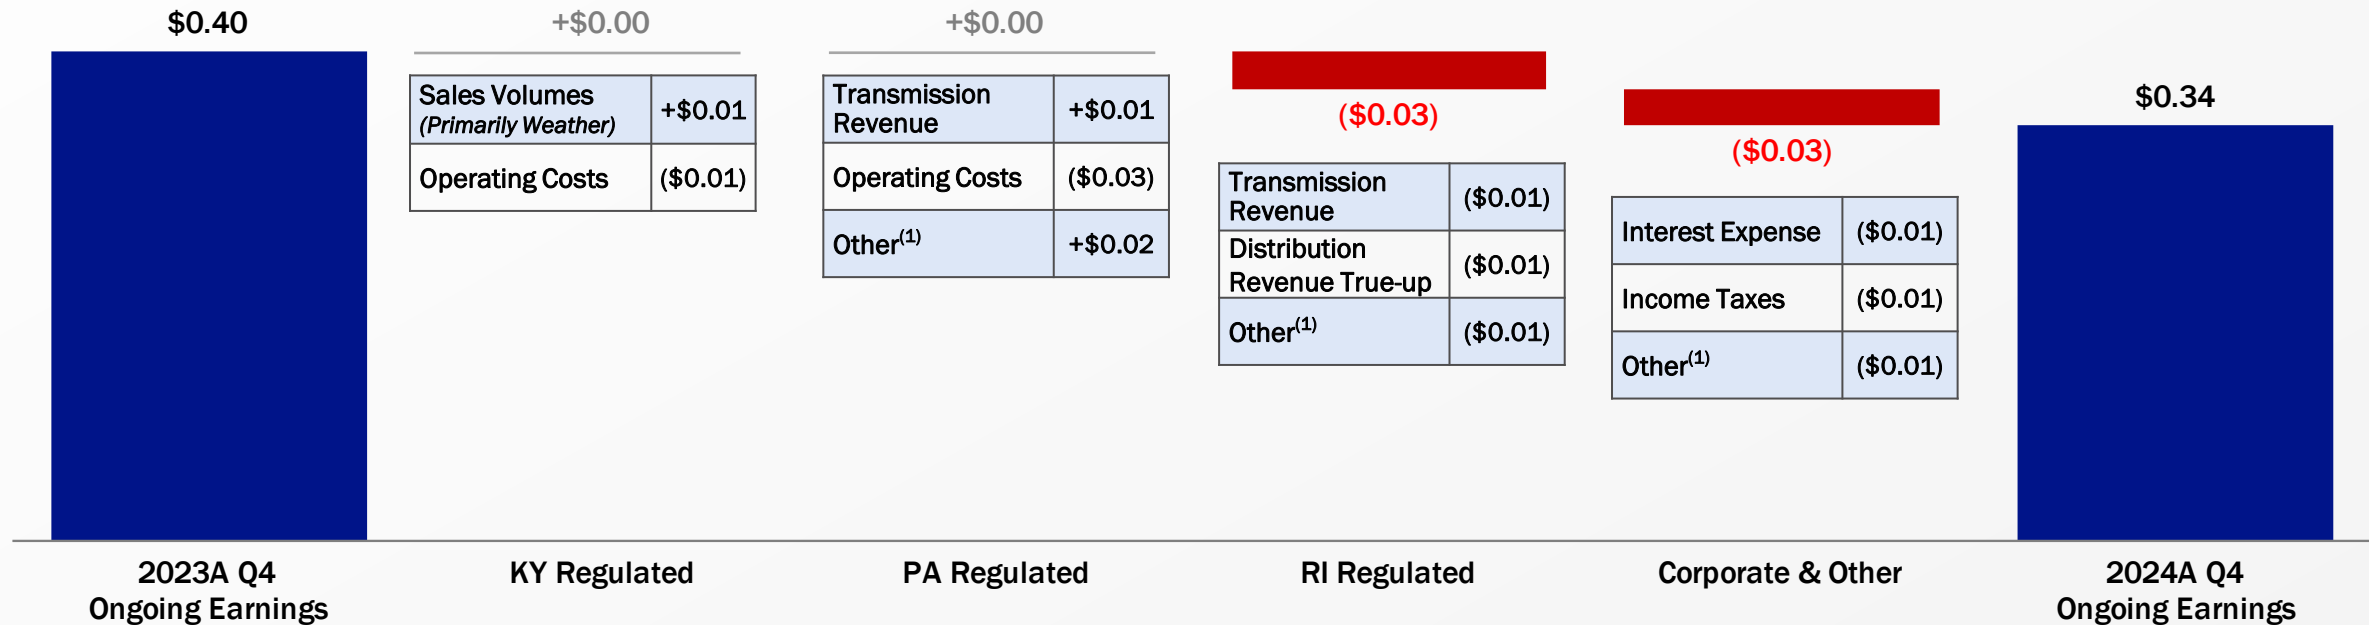 $0.40
+$0.00
+$0.00
($0.03)
($0.03)
$0.34
Sales Volumes
(Primarily Weather)
+$0.01
Operating Costs
($0.01)
Transmission
Revenue
+$0.01
Operating Costs
($0.03)
Other(1)
+$0.02
Transmission
Revenue
($0.01)
Distribution
Revenue True-up
($0.01)
Other(1)
($0.01)
Interest Expense
($0.01)
Income Taxes
($0.01)
Other(1)
($0.01)
2023A Q4
Ongoing Earnings
KY Regulated
PA Regulated
RI Regulated
Corporate & Other
2024A Q4
Ongoing Earnings